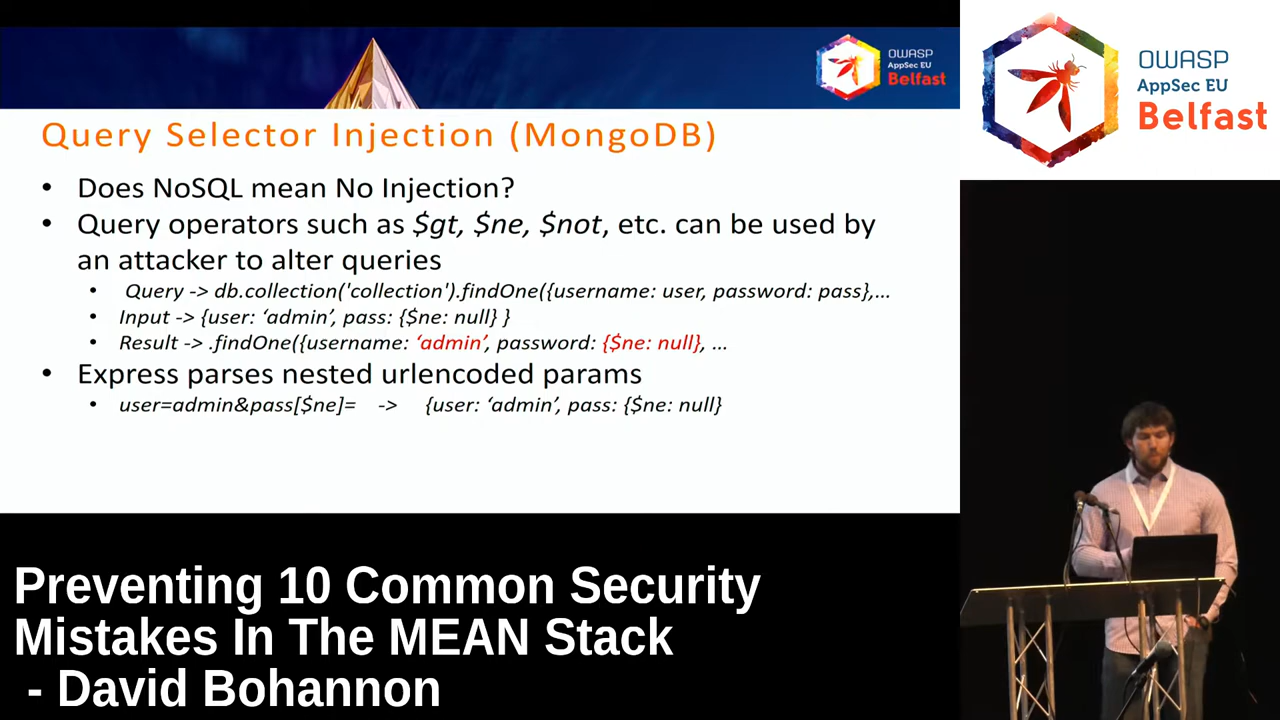 OWASP
AppSec EU
Belfast
OWASP
AppSec EU
Belfast
Query Selector Injection (MongoDB)
• Does NoSQL mean No Injection?
• Query operators such as $gt, $ne, $not, etc. can be used by
an attacker to alter queries
• Query -> db.collection('collection').findOne({username: user, password: pass},…
• Input -> {user: ‘admin’, pass: {$ne: null} }
• Result -> .findOne({username: ‘admin’, password: {$ne: null}, …
• Express parses nested urlencoded params
• user=admin&pass[$ne]= -> {user: ‘admin’, pass: {$ne: null}
Preventing 10 Common Security
Mistakes In The MEAN Stack
- David Bohannon